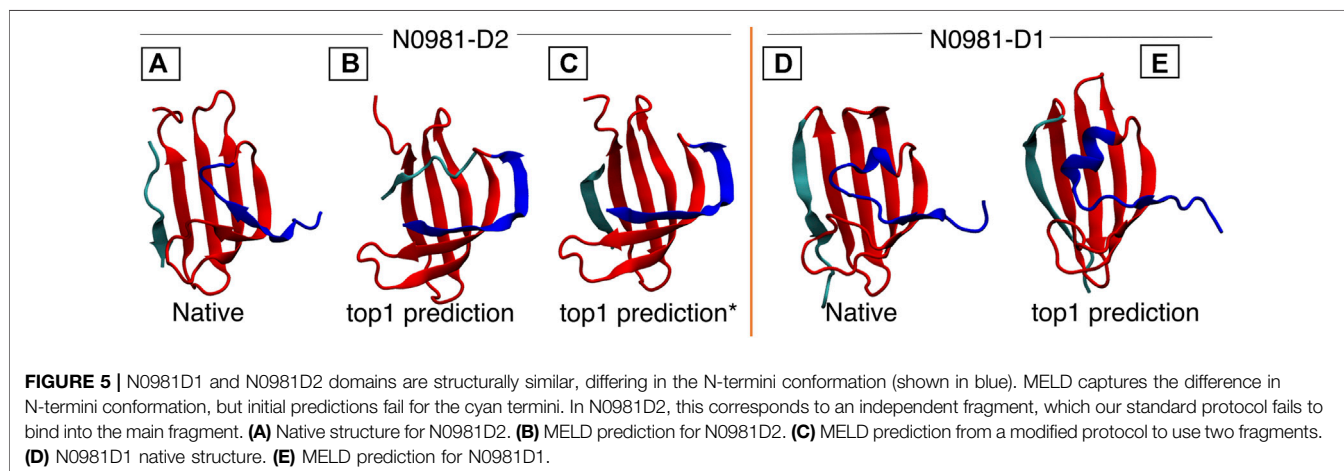 N0981-D2
N0981-D1
A
B
C
D
E
Native
top1 prediction
top1 prediction*
Native
top1 prediction
FIGURE 5 | N0981D1 and N0981D2 domains are structurally similar, differing in the N-termini conformation (shown in blue). MELD captures the difference in
N-termini conformation, but initial predictions fail for the cyan termini. In N0981D2, this corresponds to an independent fragment, which our standard protocol fails to
bind into the main fragment. (A) Native structure for N0981D2. (B) MELD prediction for N0981D2. (C) MELD prediction from a modified protocol to use two fragments.
(D) N0981D1 native structure. (E) MELD prediction for N0981D1.